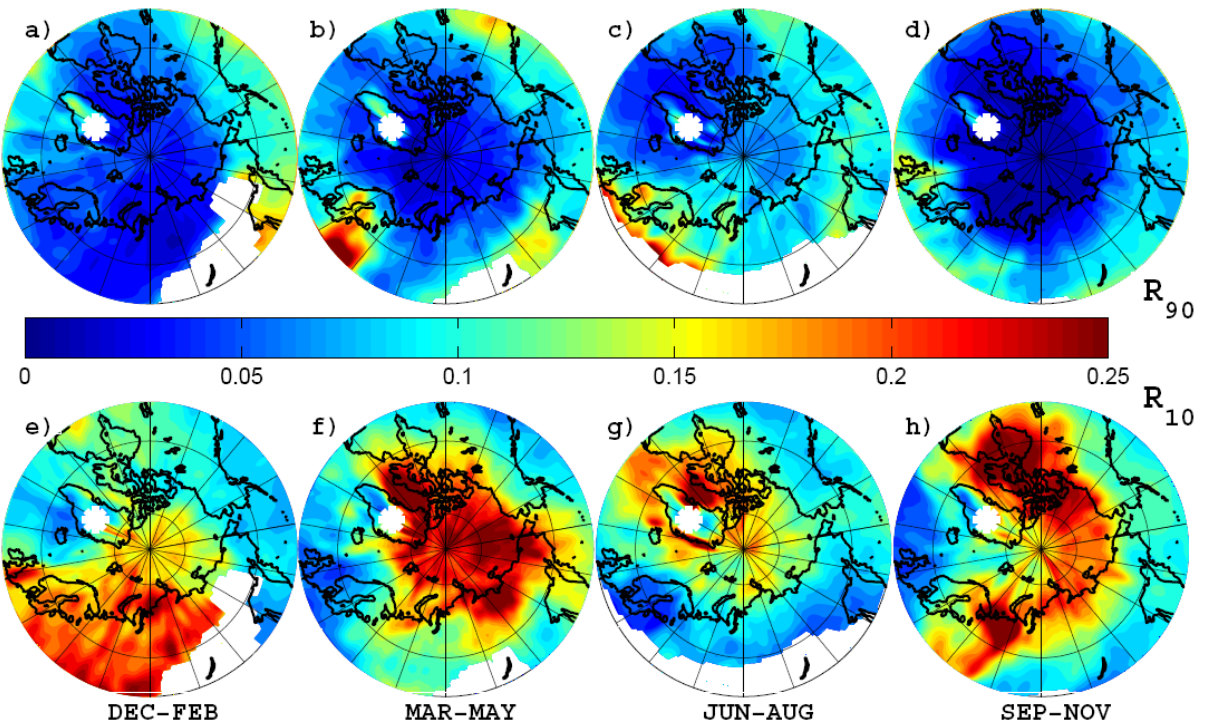 a) b) c) d)
R90
0 0.05 0.1 0.15 0.2 0.25
R10
e) f) g) h)
DEC-FEB MAR-MAY JUN-AUG SEP-NOV